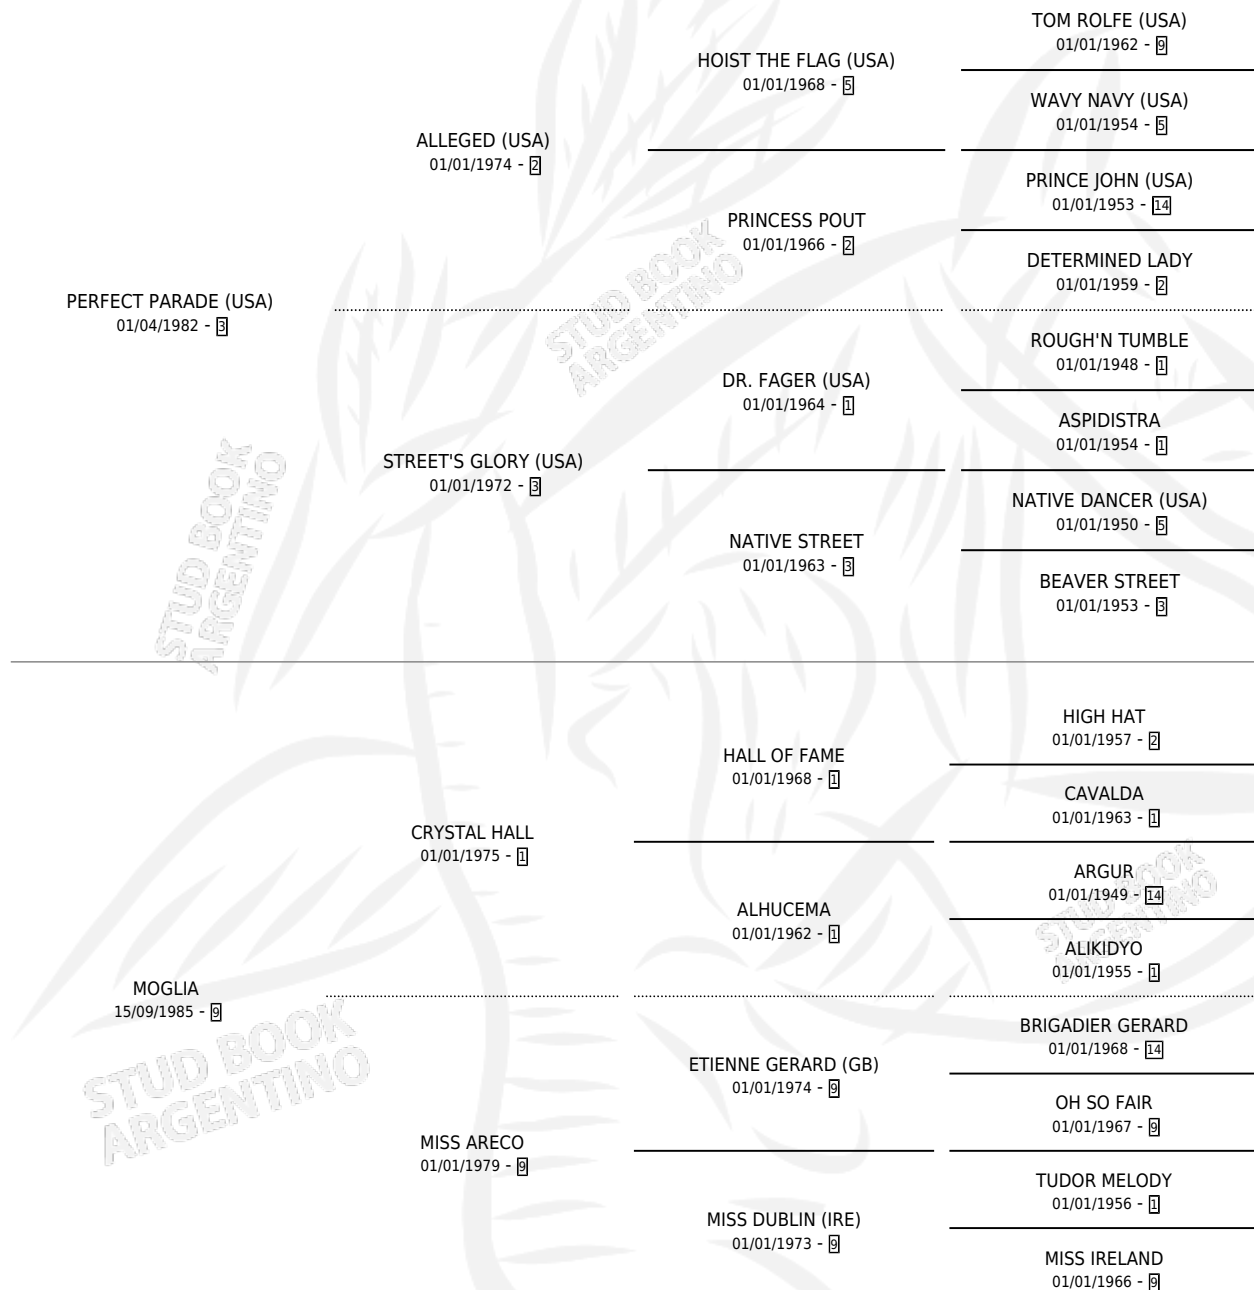 TOM ROLFE (USA)
01/01/1962 - 9
HOIST THE FLAG (USA)
01/01/1968 - 5
WAVY NAVY (USA)
01/01/1954 - 5
ALLEGED (USA)
01/01/1974 - 2
PRINCE JOHN (USA)
01/01/1953 - 14
PRINCESS POUT
01/01/1966 - 2
DETERMINED LADY
01/01/1959 - 2
PERFECT PARADE (USA)
01/04/1982 - 3
ROUGH'N TUMBLE
01/01/1948 - 1
DR. FAGER (USA)
01/01/1964 - 1
ASPIDISTRA
01/01/1954 - 1
STREET'S GLORY (USA)
01/01/1972 - 3
NATIVE DANCER (USA)
01/01/1950 - 5
NATIVE STREET
01/01/1963 - 3
BEAVER STREET
01/01/1953 - 3
HIGH HAT
01/01/1957 - 2
HALL OF FAME
01/01/1968 - 1
CAVALDA
01/01/1963 - 1
CRYSTAL HALL
01/01/1975 - 1
ARGUR
01/01/1949 - 14
ALHUCEMA
01/01/1962 - 1
ALIKIDYO
01/01/1955 - 1
MOGLIA
15/09/1985 - 9
BRIGADIER GERARD
01/01/1968 - 14
ETIENNE GERARD (GB)
01/01/1974 - 9
OH SO FAIR
01/01/1967 - 9
MISS ARECO
01/01/1979 - 9
TUDOR MELODY
01/01/1956 - 1
MISS DUBLIN (IRE)
01/01/1973 - 9
MISS IRELAND
01/01/1966 - 9
STUD BOOK
ARGENTINO
STUD BOOK
ARGENTINO
STUD BOOK
ARGENTINO
STUD BOOK
ARGENTINO